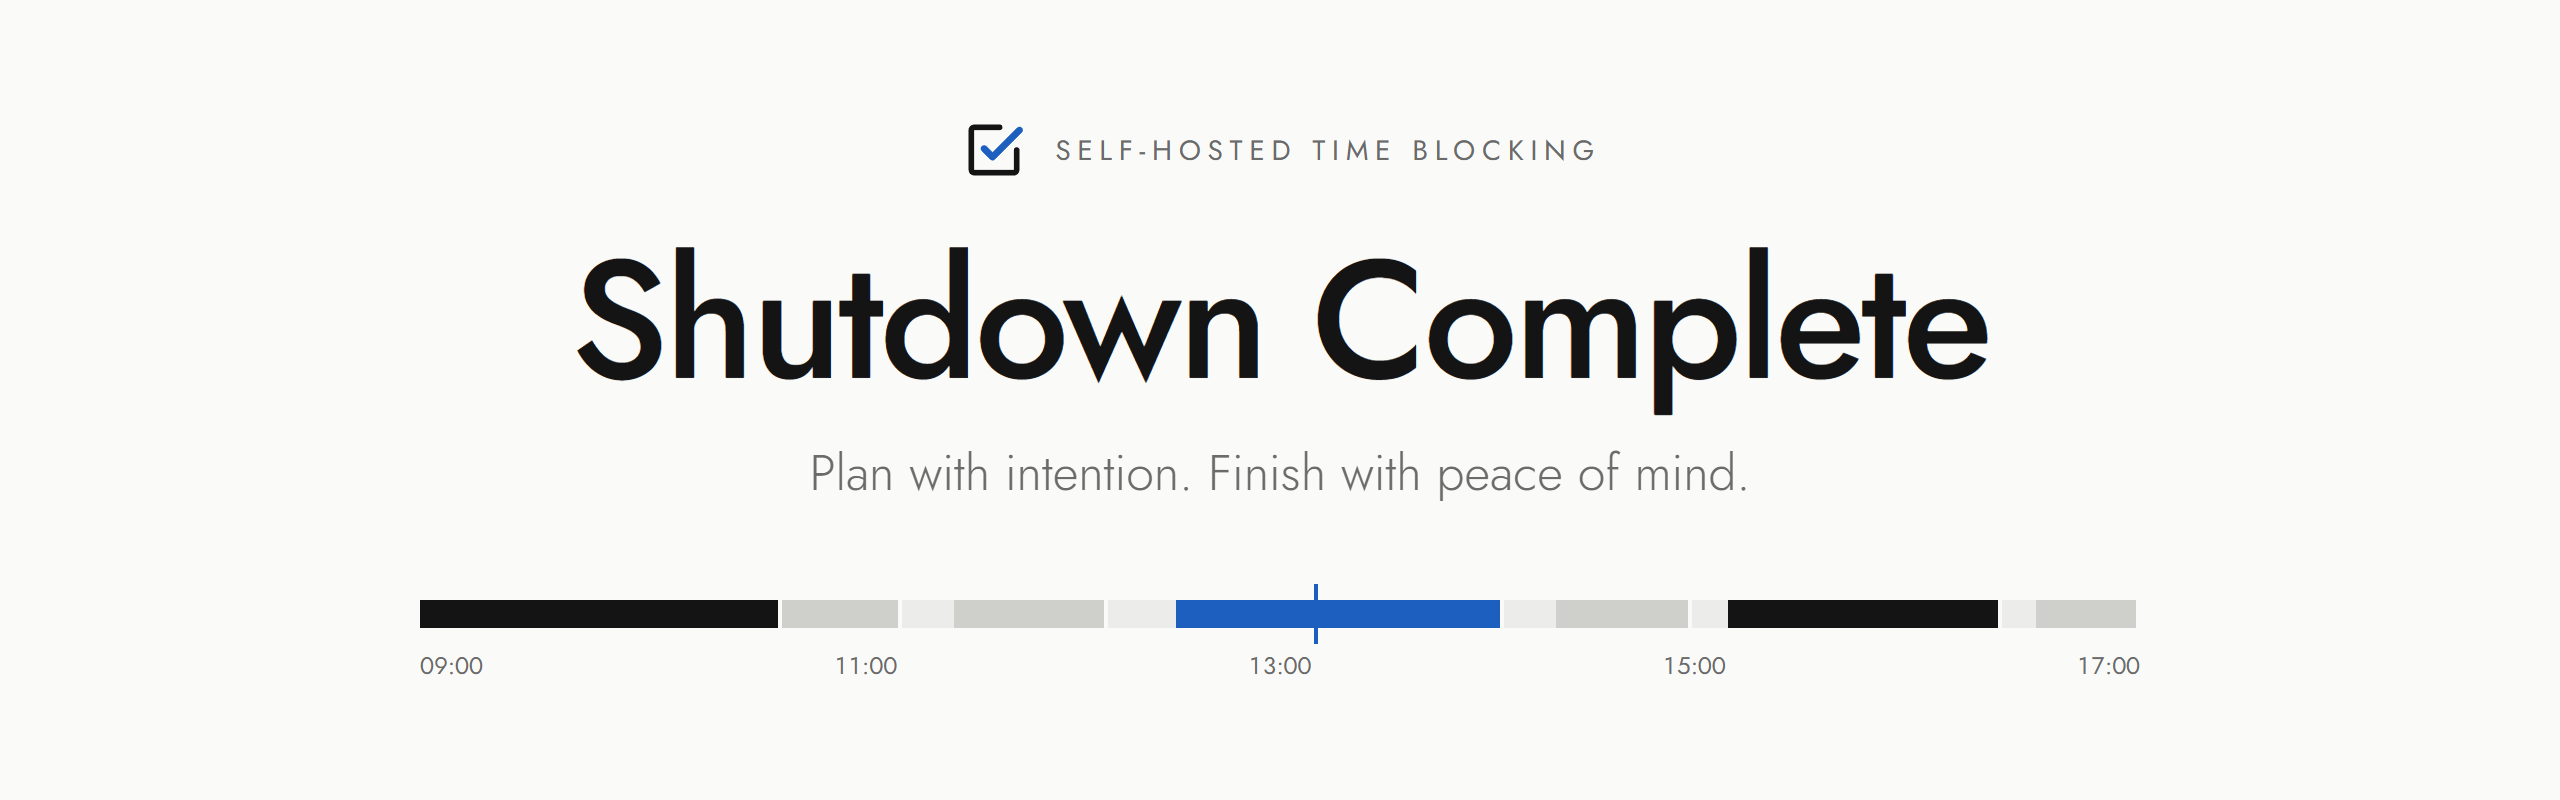 SELF-HOSTED TIME BLOCKING
Shutdown Complete
Plan with intention. Finish with peace of mind.
09:00 11:00 13:00 15:00 17:00